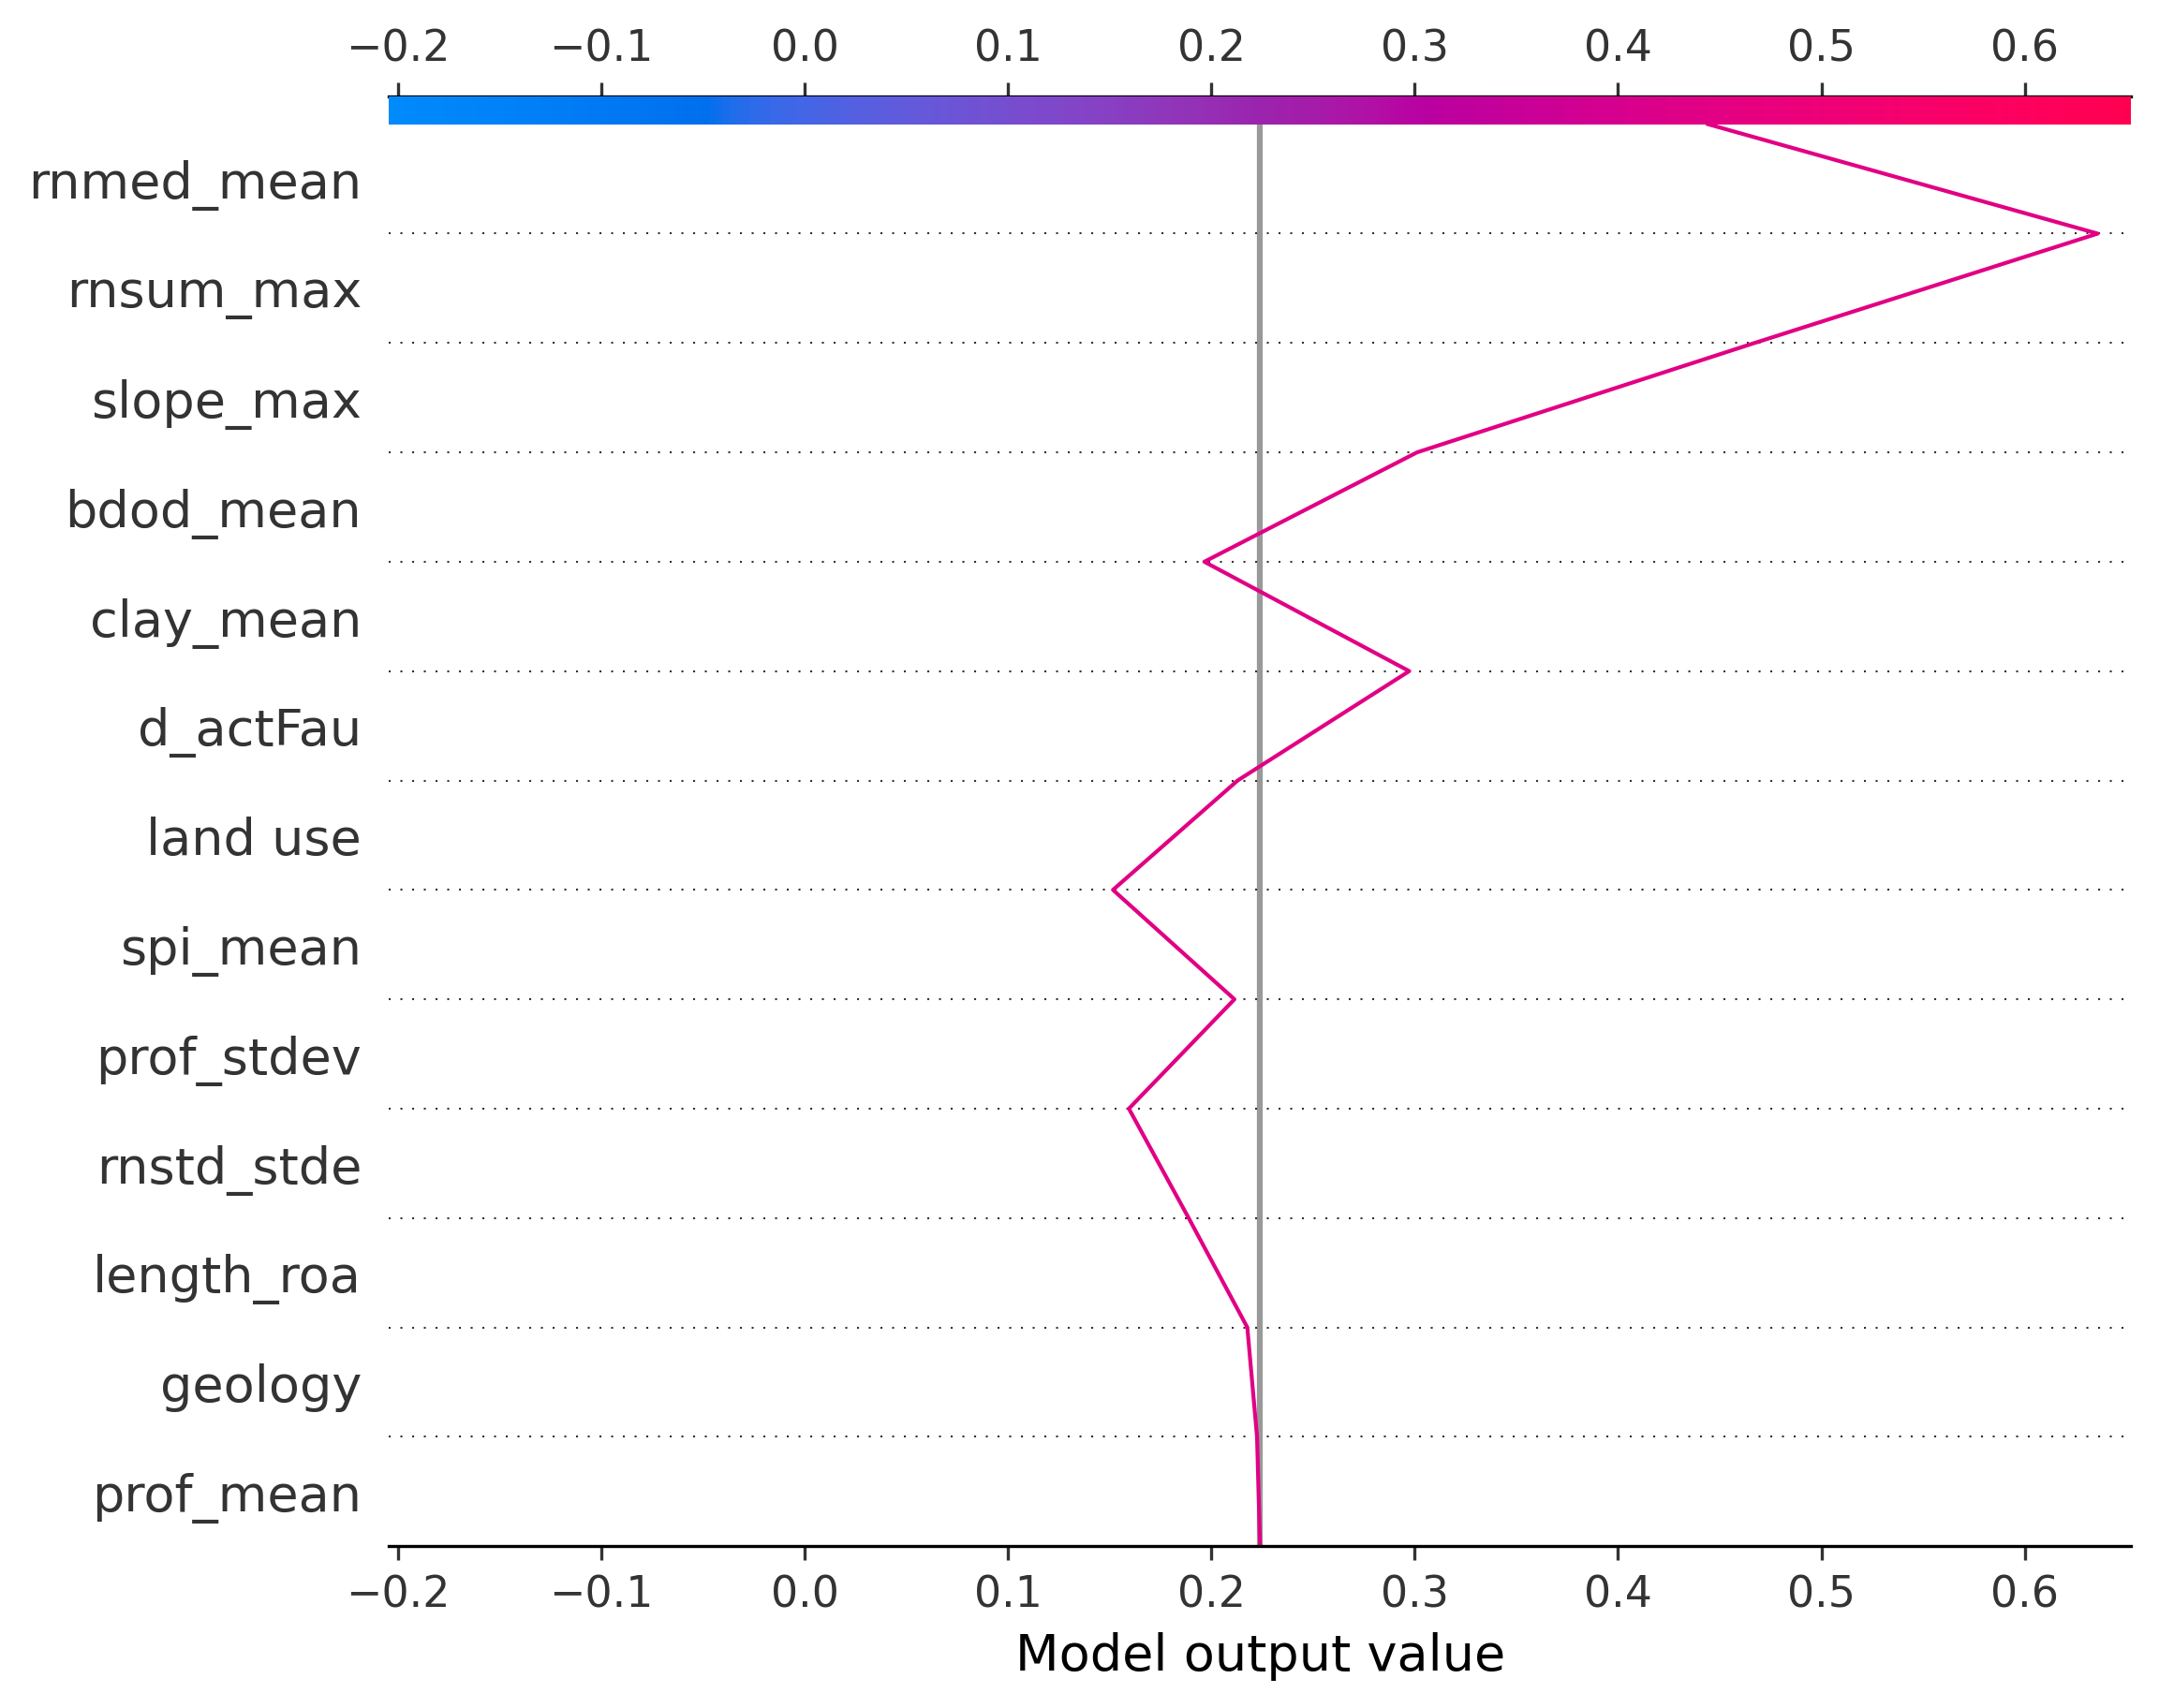 −0.2 −0.1 0.0 0.1 0.2 0.3 0.4 0.5 0.6
rnmed_mean
rnsum_max
slope_max
bdod_mean
clay_mean
d_actFau
land use
spi_mean
prof_stdev
rnstd_stde
length_roa
geology
prof_mean
−0.2 −0.1 0.0 0.1 0.2 0.3 0.4 0.5 0.6
Model output value